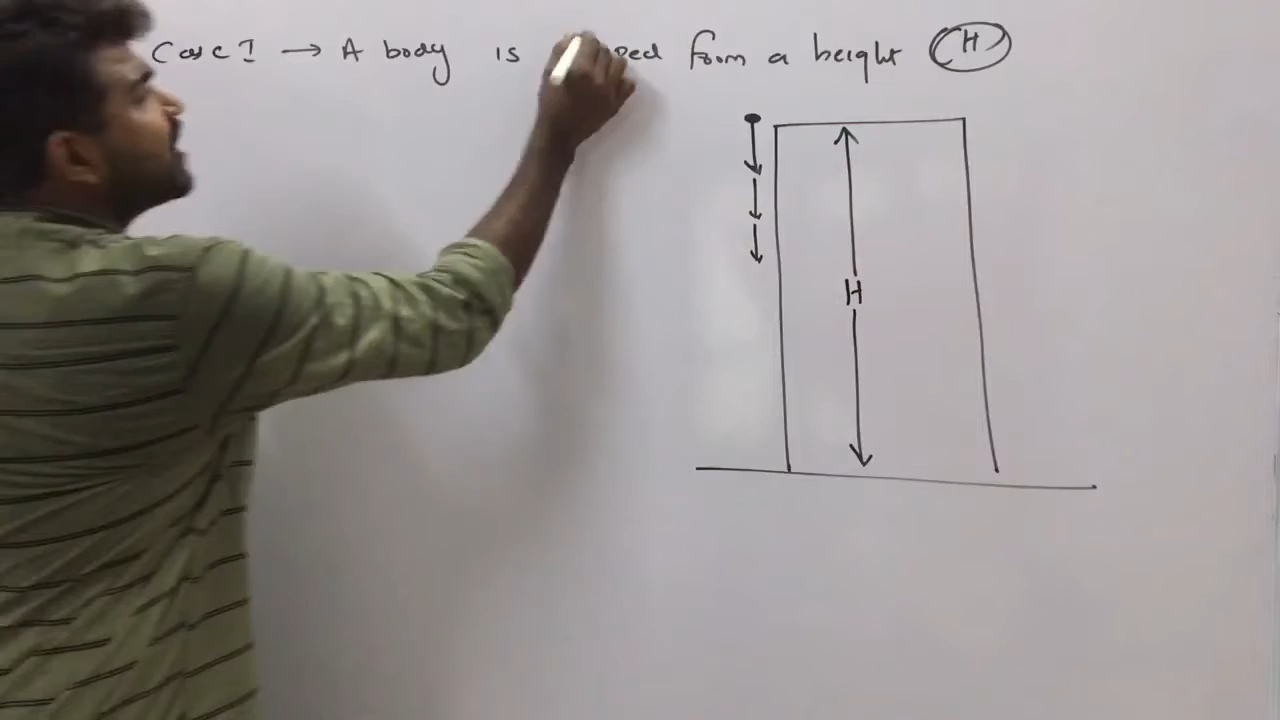 Case I → A body is from a height H
H